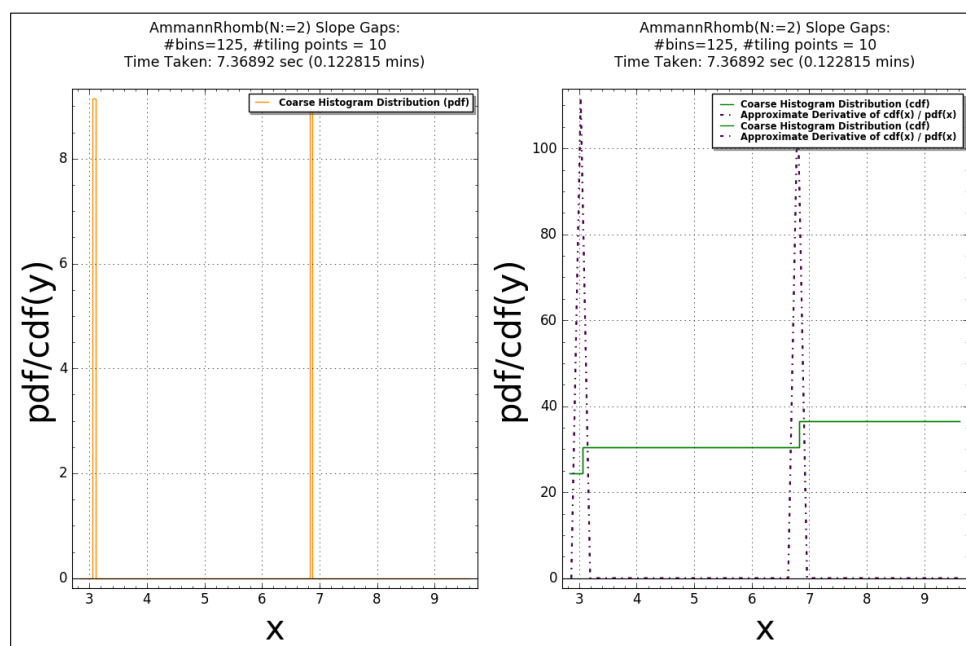 AmmannRhomb(N:=2) Slope Gaps:
#bins=125, #tiling points = 10
Time Taken: 7.36892 sec (0.122815 mins)
Coarse Histogram Distribution (pdf)
pdf/cdf(y)
8
6
4
2
0
3 4 5 6 7 8 9
x
AmmannRhomb(N:=2) Slope Gaps:
#bins=125, #tiling points = 10
Time Taken: 7.36892 sec (0.122815 mins)
Coarse Histogram Distribution (cdf)
Approximate Derivative of cdf(x) / pdf(x)
Coarse Histogram Distribution (cdf)
Approximate Derivative of cdf(x) / pdf(x)
pdf/cdf(y)
100
80
60
40
20
0
3 4 5 6 7 8 9
x